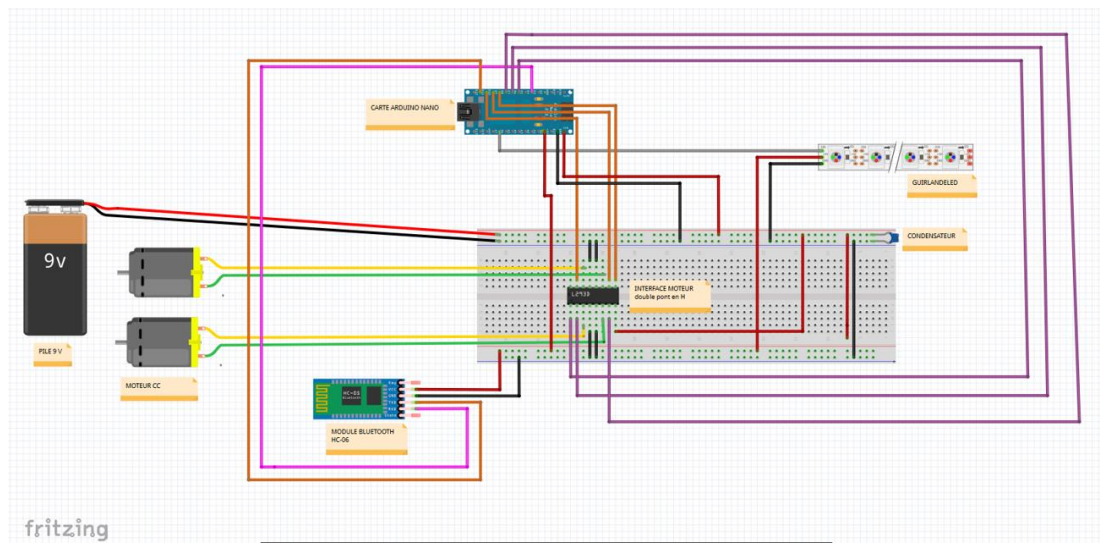 CARTE ARDUINO NANO
GUIRLANDELED
CONDENSATEUR
9v
INTERFACE MOTEUR
double pont en H
L293D
PILE 9 V
MOTEUR CC
HC-05
MODULE BLUETOOTH
HC-06
fritzing